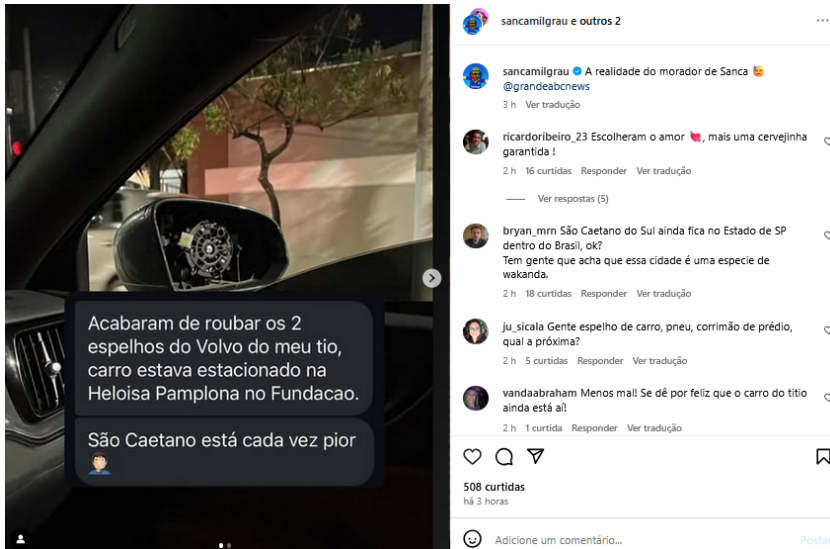 Acabaram de roubar os 2
espelhos do Volvo do meu tio,
carro estava estacionado na
Heloisa Pamplona no Fundacao.
São Caetano está cada vez pior
🤦🏻‍♂️
sancamilgrau e outros 2
sancamilgrau A realidade do morador de Sanca 🥴
@grandeabcnews
3 h Ver tradução
ricardoribeiro_23 Escolheram o amor 💘, mais uma cervejinha
garantida !
2 h 16 curtidas Responder Ver tradução
Ver respostas (5)
bryan_mrn São Caetano do Sul ainda fica no Estado de SP
dentro do Brasil, ok?
Tem gente que acha que essa cidade é uma especie de
wakanda.
2 h 18 curtidas Responder Ver tradução
ju_sicala Gente espelho de carro, pneu, corrimão de prédio,
qual a próxima?
2 h 5 curtidas Responder Ver tradução
vandaabraham Menos mal! Se dê por feliz que o carro do titio
ainda está aí!
2 h 1 curtida Responder Ver tradução
508 curtidas
há 3 horas
Adicione um comentário...
Postar